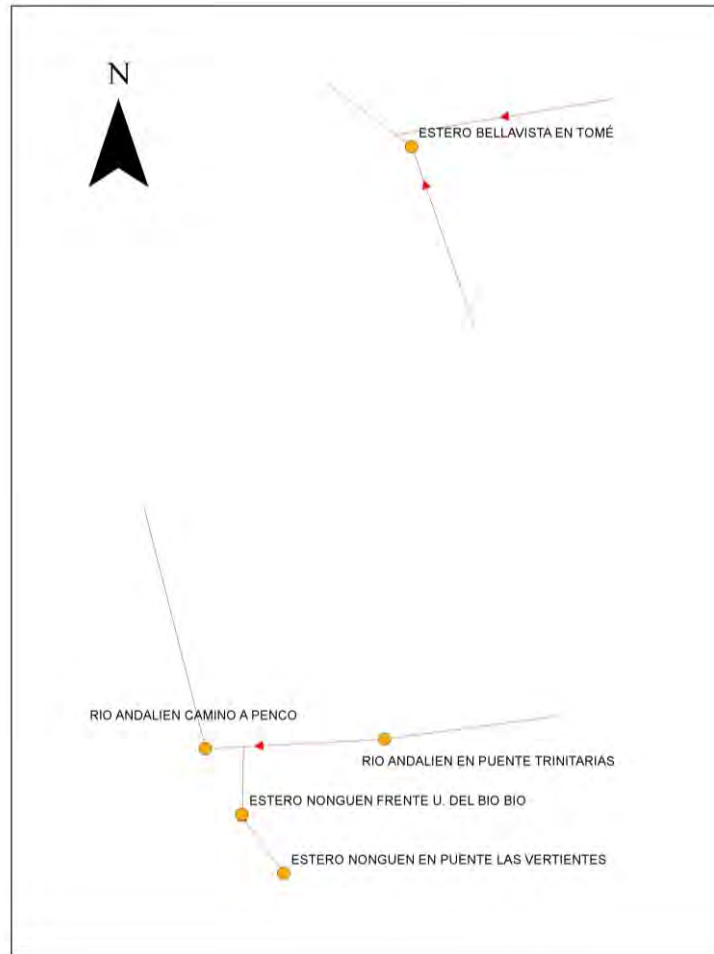 N
ESTERO BELLAVISTA EN TOMÉ
RIO ANDALIEN CAMINO A PENCO
RIO ANDALIEN EN PUENTE TRINITARIAS
ESTERO NONGUEN FRENTE U. DEL BIO BIO
ESTERO NONGUEN EN PUENTE LAS VERTIENTES